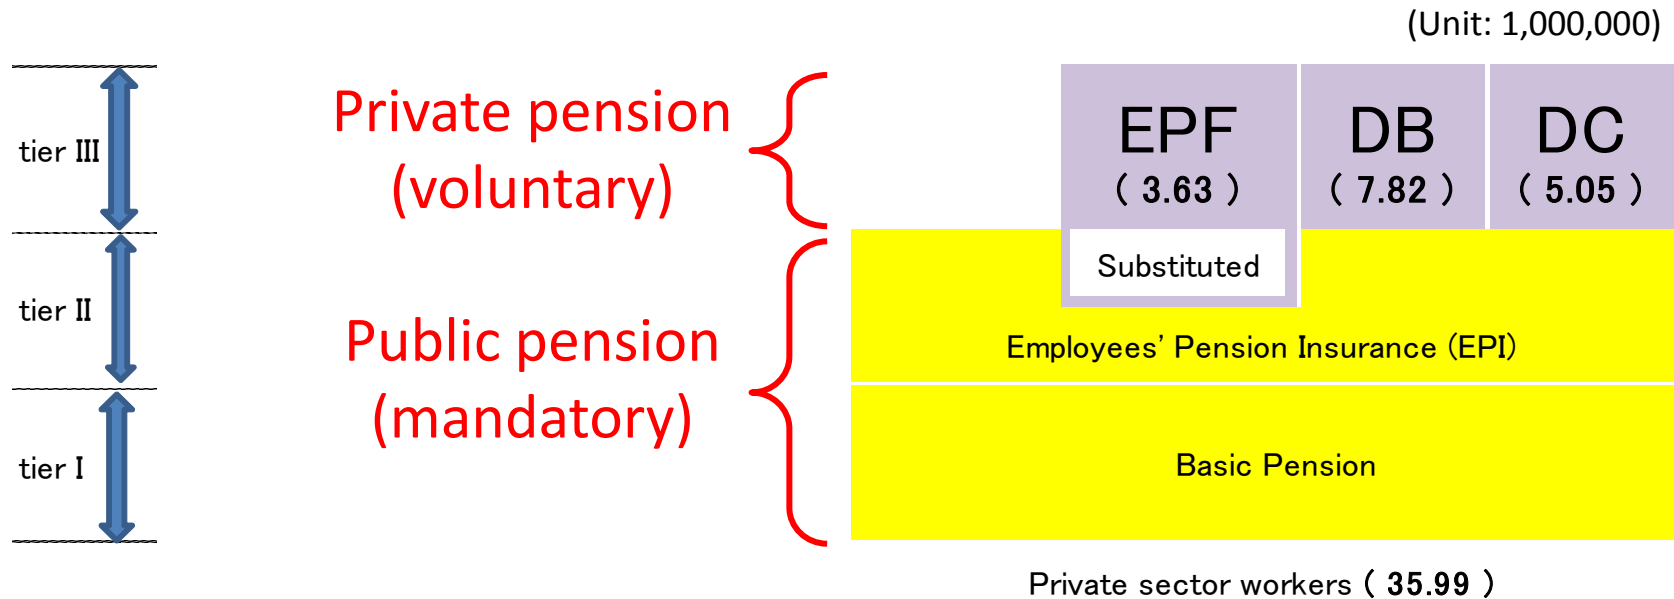 (Unit: 1,000,000)
tier III
Private pension
(voluntary)
EPF
( 3.63 )
DB
( 7.82 )
DC
( 5.05 )
tier II
Substituted
Public pension
(mandatory)
Employees' Pension Insurance (EPI)
tier I
Basic Pension
Private sector workers ( 35.99 )